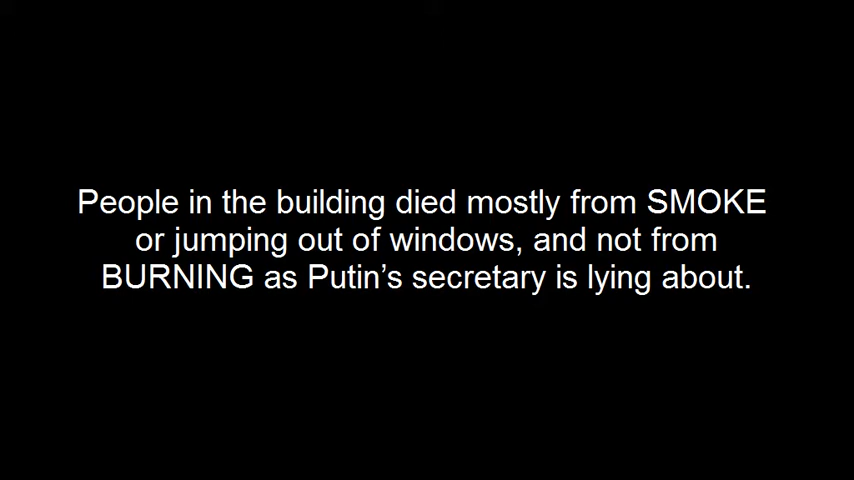 People in the building died mostly from SMOKE
or jumping out of windows, and not from
BURNING as Putin’s secretary is lying about.